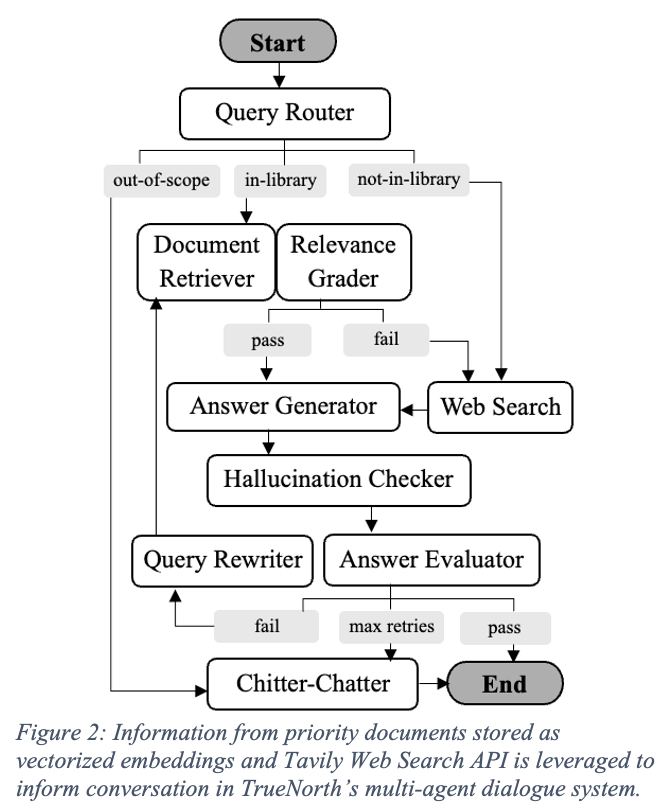 Start
Query Router
out-of-scope
in-library
not-in-library
Document
Retriever
Relevance
Grader
pass
fail
Answer Generator
Web Search
Hallucination Checker
Query Rewriter
Answer Evaluator
fail
max retries
pass
Chitter-Chatter
End
Figure 2: Information from priority documents stored as
vectorized embeddings and Tavily Web Search API is leveraged to
inform conversation in TrueNorth’s multi-agent dialogue system.